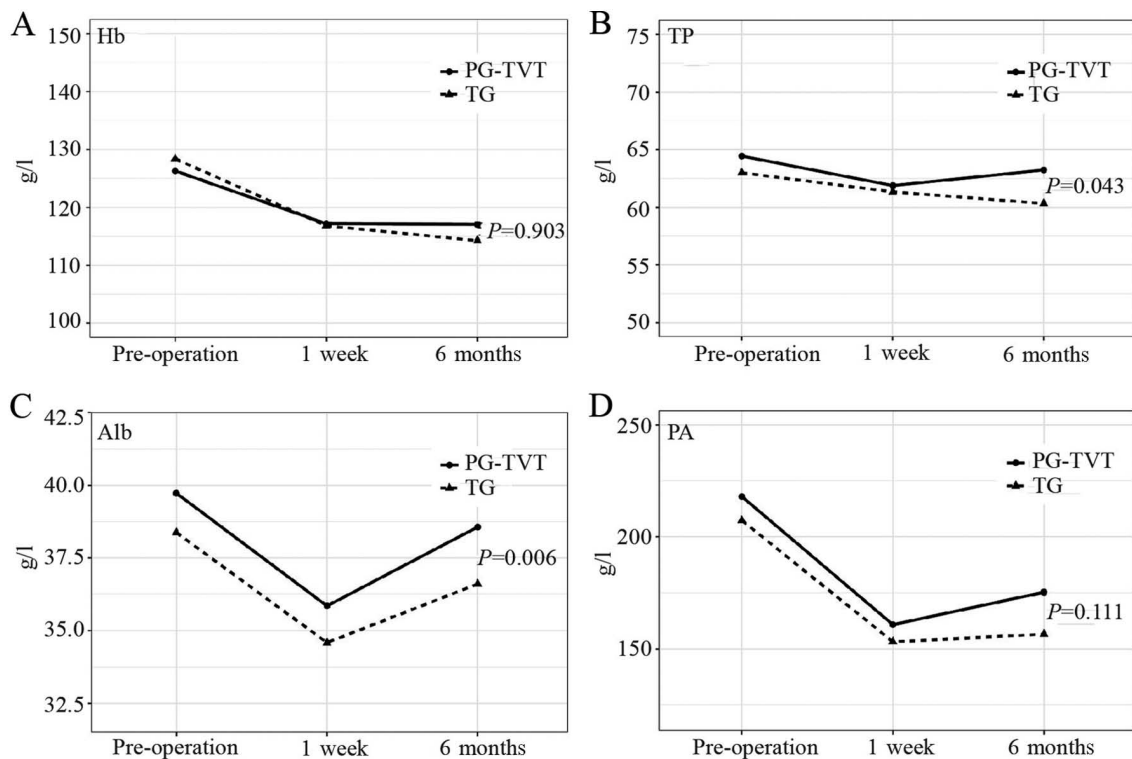 A
Hb
PG-TVT
TG
g/l
150
140
130
120
110
100
P=0.903
Pre-operation 1 week 6 months
B
TP
PG-TVT
TG
g/l
75
70
65
60
55
50
P=0.043
Pre-operation 1 week 6 months
C
Alb
PG-TVT
TG
g/l
42.5
40.0
37.5
35.0
32.5
P=0.006
Pre-operation 1 week 6 months
D
PA
PG-TVT
TG
g/l
250
200
150
P=0.111
Pre-operation 1 week 6 months